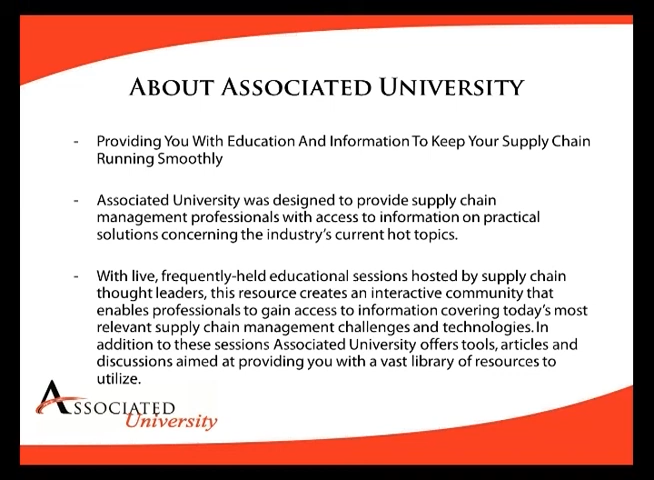 ABOUT ASSOCIATED UNIVERSITY
- Providing You With Education And Information To Keep Your Supply Chain
Running Smoothly
- Associated University was designed to provide supply chain
management professionals with access to information on practical
solutions concerning the industry's current hot topics.
- With live, frequently-held educational sessions hosted by supply chain
thought leaders, this resource creates an interactive community that
enables professionals to gain access to information covering today's most
relevant supply chain management challenges and technologies. In
addition to these sessions Associated University offers tools, articles and
discussions aimed at providing you with a vast library of resources to
utilize.
ASSOCIATED
University